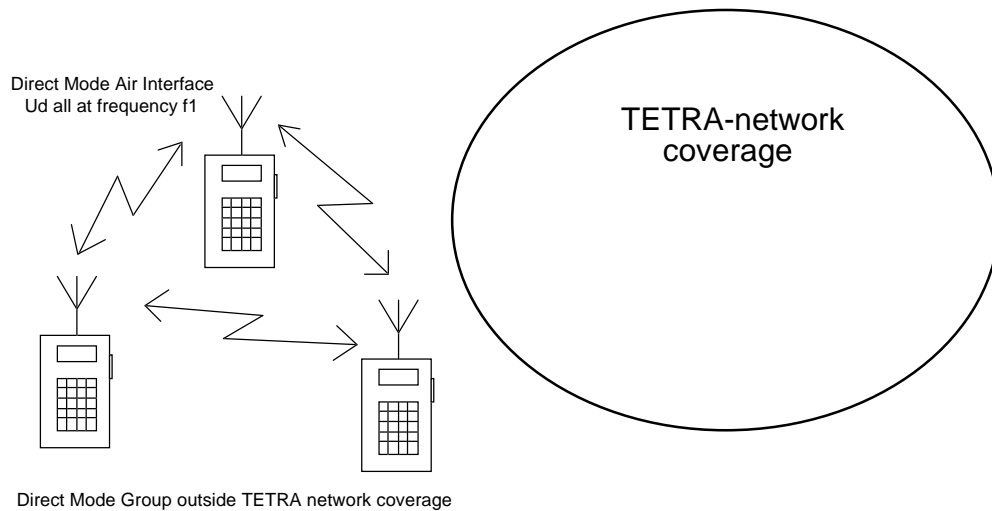 Direct Mode Air Interface
Ud all at frequency f1
TETRA-network
coverage
Direct Mode Group outside TETRA network coverage